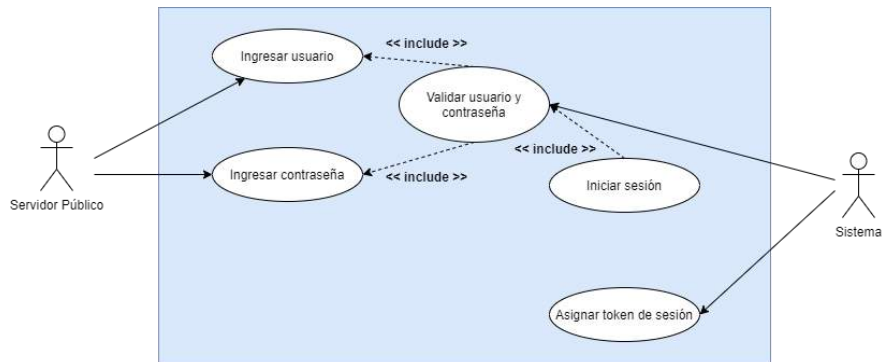 << include >>
Ingresar usuario
Validar usuario y
contraseña
<< include >>
Ingresar contraseña
<< include >>
Iniciar sesión
Servidor Público
Sistema
Asignar token de sesión